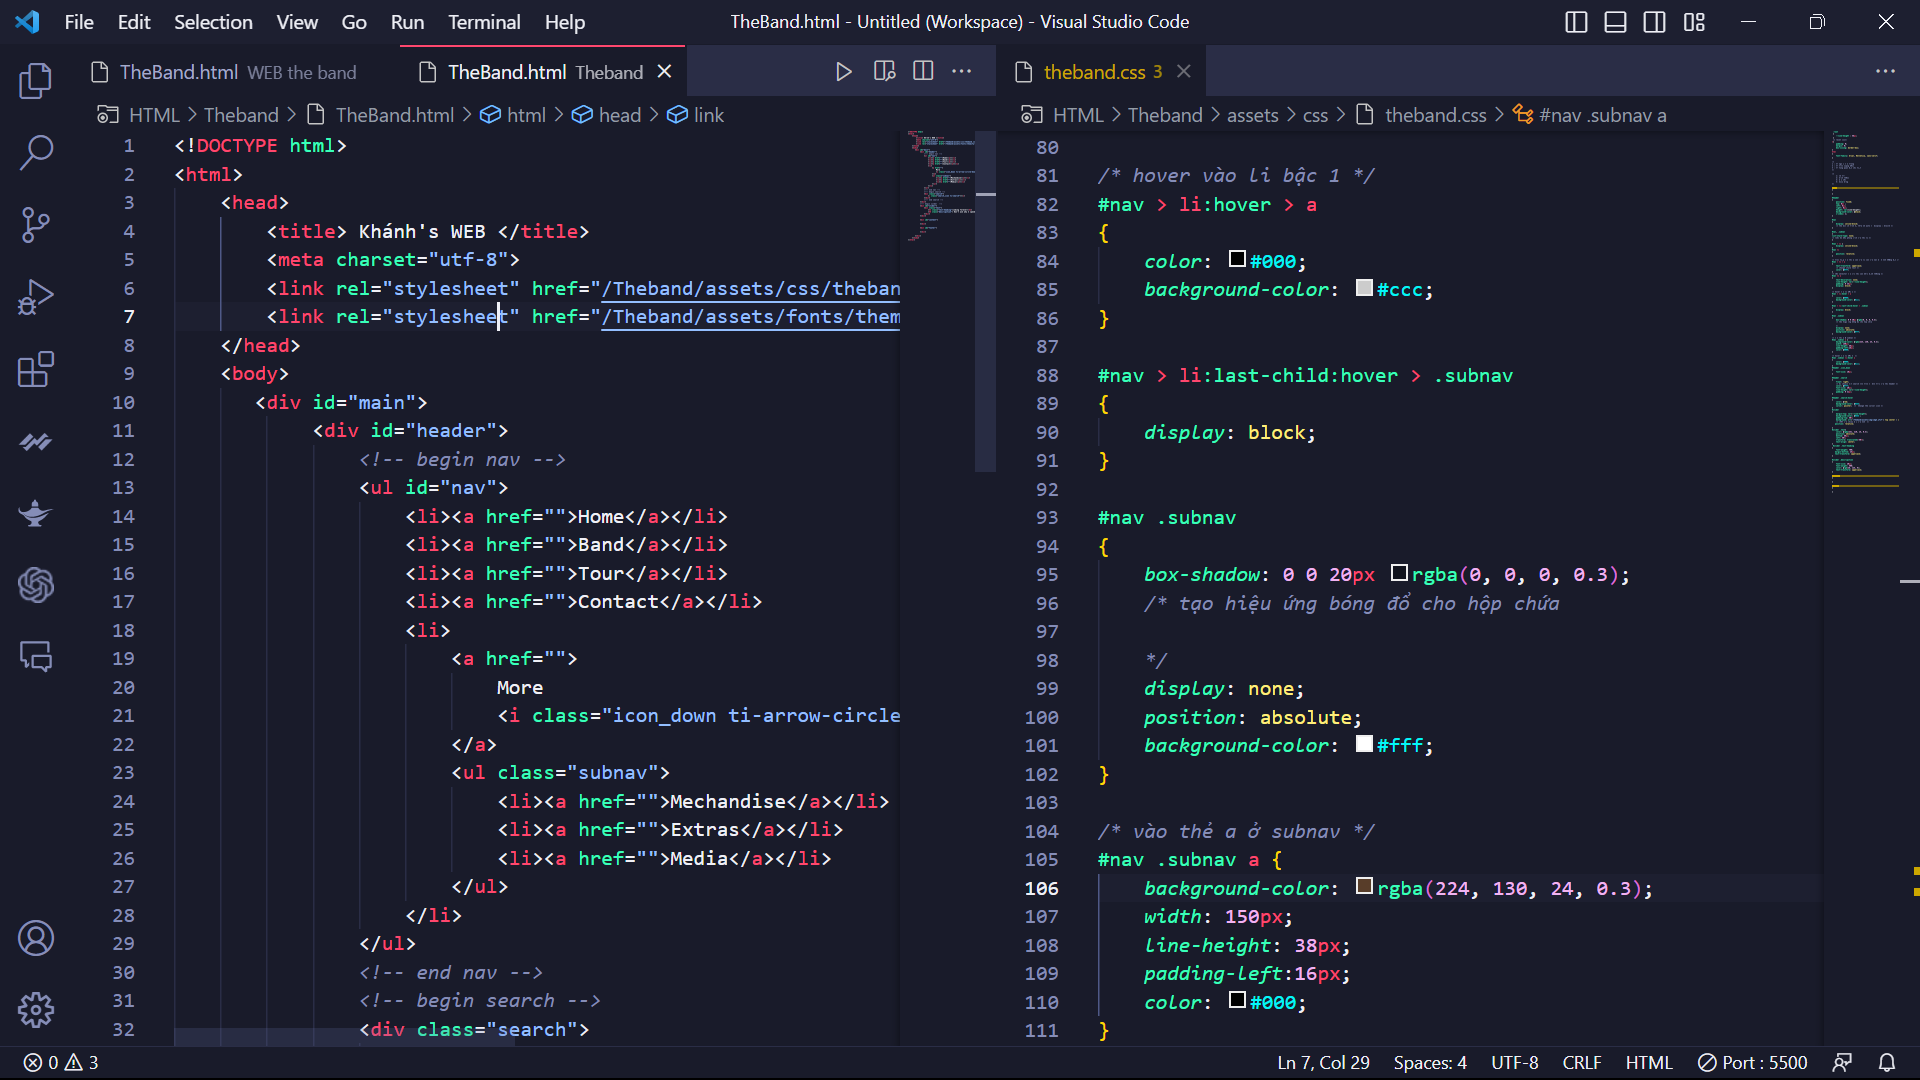 File Edit Selection View Go Run Terminal Help
TheBand.html - Untitled (Workspace) - Visual Studio Code
TheBand.html WEB the band
TheBand.html Theband
HTML > Theband > TheBand.html > html > head > link
1 <!DOCTYPE html>
2 <html>
3 <head>
4 <title> Khánh's WEB </title>
5 <meta charset="utf-8">
6 <link rel="stylesheet" href="/Theband/assets/css/theban
7 <link rel="stylesheet" href="/Theband/assets/fonts/them
8 </head>
9 <body>
10 <div id="main">
11 <div id="header">
12 <!-- begin nav -->
13 <ul id="nav">
14 <li><a href="">Home</a></li>
15 <li><a href="">Band</a></li>
16 <li><a href="">Tour</a></li>
17 <li><a href="">Contact</a></li>
18 <li>
19 <a href="">
20 More
21 <i class="icon_down ti-arrow-circle
22 </a>
23 <ul class="subnav">
24 <li><a href="">Mechandise</a></li>
25 <li><a href="">Extras</a></li>
26 <li><a href="">Media</a></li>
27 </ul>
28 </li>
29 </ul>
30 <!-- end nav -->
31 <!-- begin search -->
32 <div class="search">
theband.css 3
HTML > Theband > assets > css > theband.css > #nav .subnav a
80
81 /* hover vào li bậc 1 */
82 #nav > li:hover > a
83 {
84 color: #000;
85 background-color: #ccc;
86 }
87
88 #nav > li:last-child:hover > .subnav
89 {
90 display: block;
91 }
92
93 #nav .subnav
94 {
95 box-shadow: 0 0 20px rgba(0, 0, 0, 0.3);
96 /* tạo hiệu ứng bóng đổ cho hộp chứa
97
98 */
99 display: none;
100 position: absolute;
101 background-color: #fff;
102 }
103
104 /* vào thẻ a ở subnav */
105 #nav .subnav a {
106 background-color: rgba(224, 130, 24, 0.3);
107 width: 150px;
108 line-height: 38px;
109 padding-left:16px;
110 color: #000;
111 }
0 3
Ln 7, Col 29 Spaces: 4 UTF-8 CRLF HTML Port : 5500